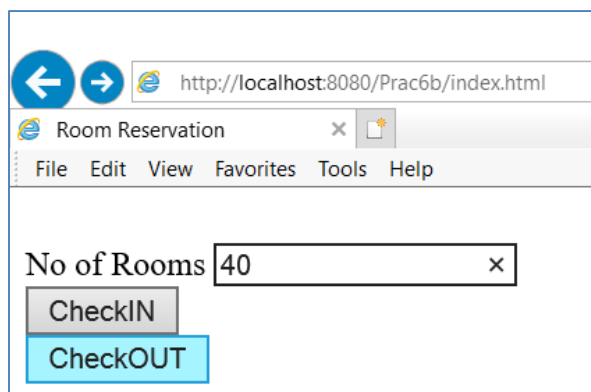 http://localhost:8080/Prac6b/index.html
Room Reservation
File Edit View Favorites Tools Help
No of Rooms 40
CheckIN
CheckOUT